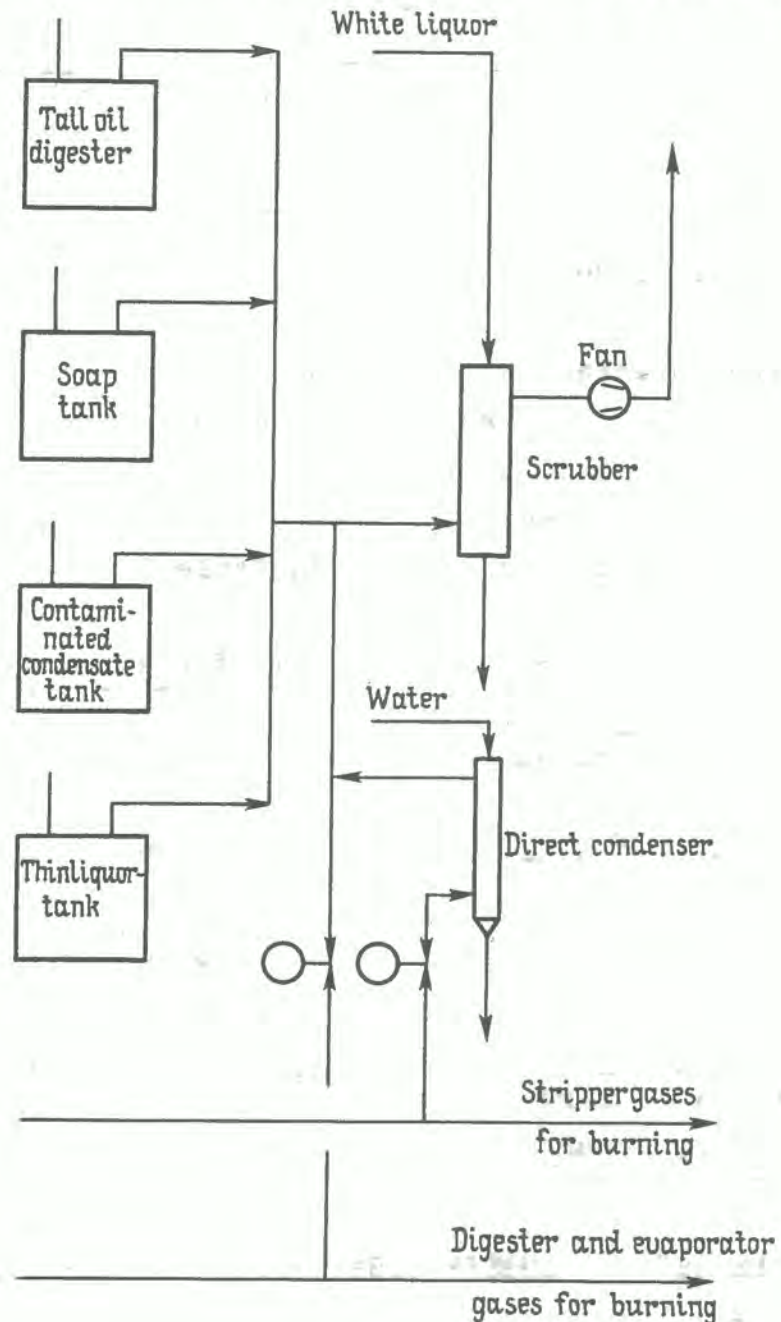 White liquor
Tall oil
digester
Fan
Soap
tank
Scrubber
Contami-
nated
condensate
tank
Water
Direct condenser
Thinliquor-
tank
Strippergases
for burning
Digester and evaporator
gases for burning